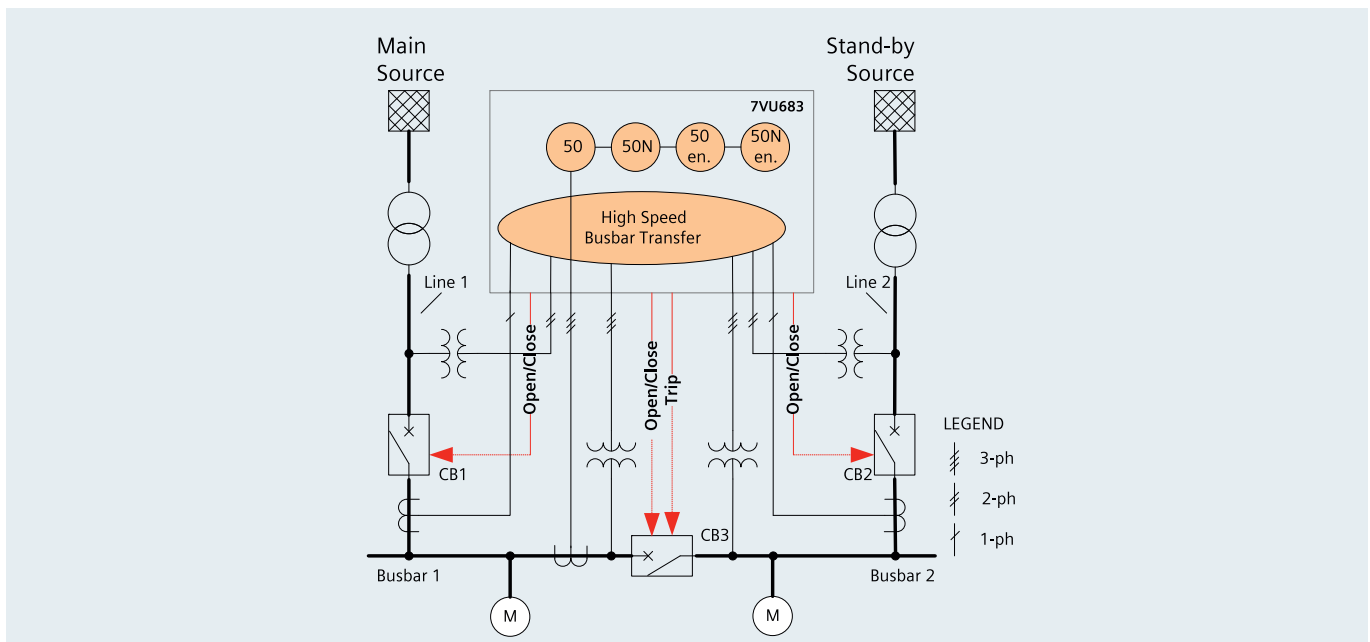 Main
Source
Stand-by
Source
7VU683
50
50N
50
en.
50N
en.
High Speed
Busbar Transfer
Line 1
Line 2
Open/Close
Open/Close
Trip
Open/Close
LEGEND
3-ph
2-ph
1-ph
CB1
CB2
CB3
Busbar 1
Busbar 2
M
M